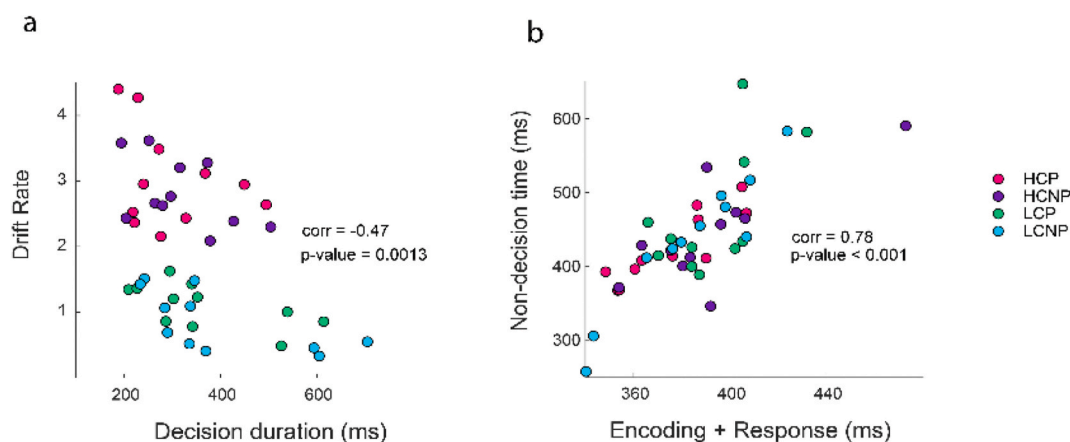 a
Drift Rate
4
3
2
1
200
400
600
corr = -0.47
p-value = 0.0013
Decision duration (ms)
b
Non-decision time (ms)
600
500
400
300
360
400
440
corr = 0.78
p-value < 0.001
Encoding + Response (ms)
HCP
HCNP
LCP
LCNP